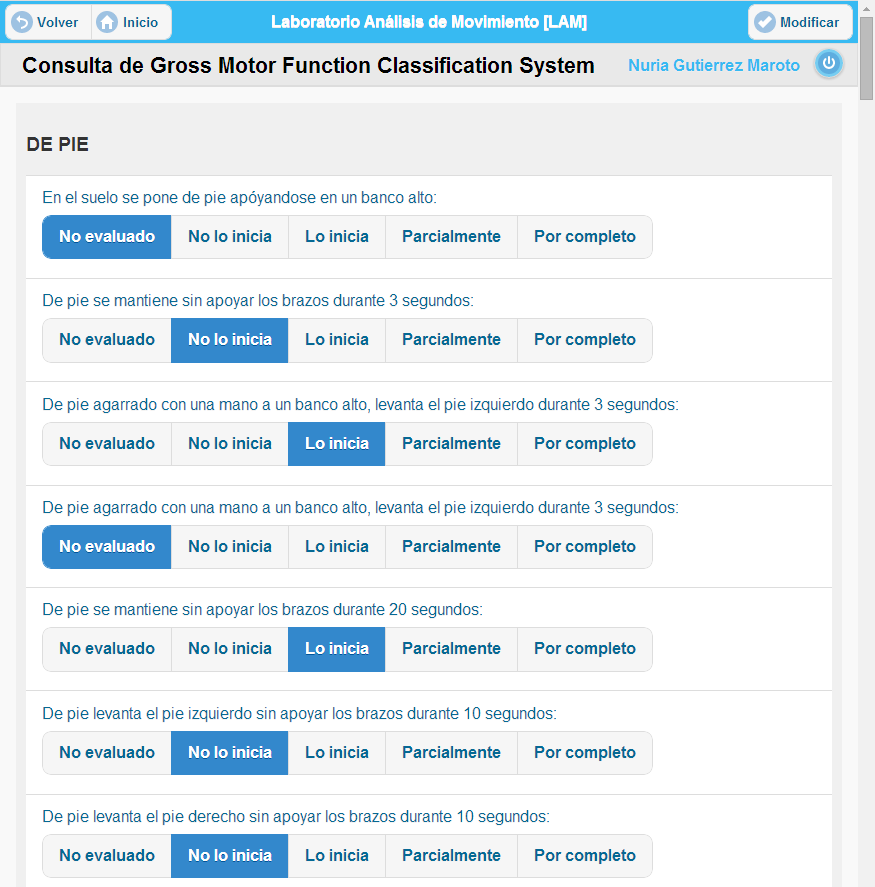 Volver Inicio Laboratorio Análisis de Movimiento [LAM] Modificar
Consulta de Gross Motor Function Classification System Nuria Gutierrez Maroto
DE PIE
En el suelo se pone de pie apóyandose en un banco alto:
No evaluado No lo inicia Lo inicia Parcialmente Por completo
De pie se mantiene sin apoyar los brazos durante 3 segundos:
No evaluado No lo inicia Lo inicia Parcialmente Por completo
De pie agarrado con una mano a un banco alto, levanta el pie izquierdo durante 3 segundos:
No evaluado No lo inicia Lo inicia Parcialmente Por completo
De pie agarrado con una mano a un banco alto, levanta el pie izquierdo durante 3 segundos:
No evaluado No lo inicia Lo inicia Parcialmente Por completo
De pie se mantiene sin apoyar los brazos durante 20 segundos:
No evaluado No lo inicia Lo inicia Parcialmente Por completo
De pie levanta el pie izquierdo sin apoyar los brazos durante 10 segundos:
No evaluado No lo inicia Lo inicia Parcialmente Por completo
De pie levanta el pie derecho sin apoyar los brazos durante 10 segundos:
No evaluado No lo inicia Lo inicia Parcialmente Por completo